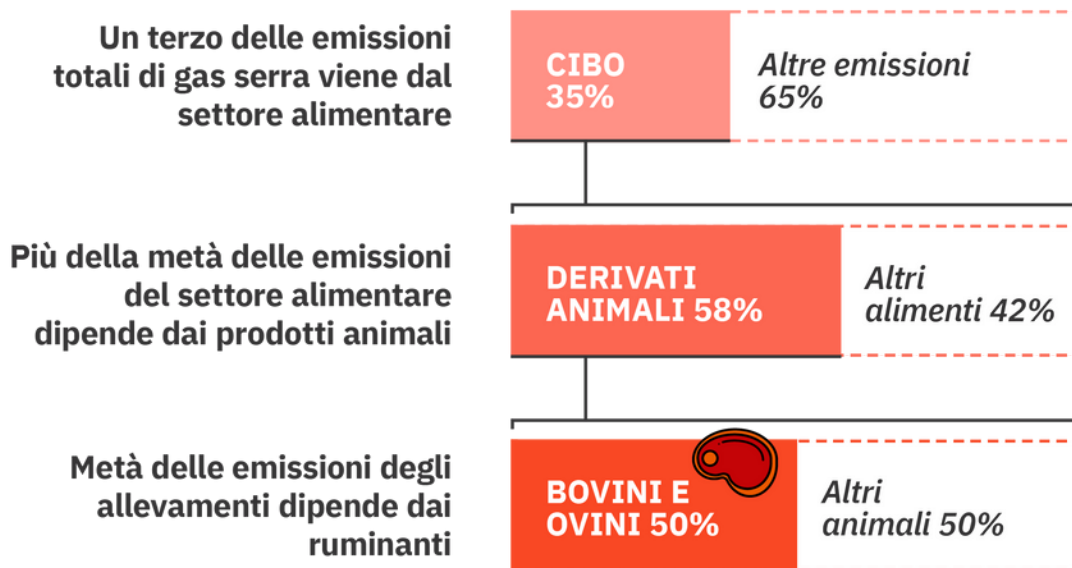 Un terzo delle emissioni
totali di gas serra viene dal
settore alimentare
CIBO
35%
Altre emissioni
65%
Più della metà delle emissioni
del settore alimentare
dipende dai prodotti animali
DERIVATI
ANIMALI 58%
Altri
alimenti 42%
Metà delle emissioni degli
allevamenti dipende dai
ruminanti
BOVINI E
OVINI 50%
Altri
animali 50%